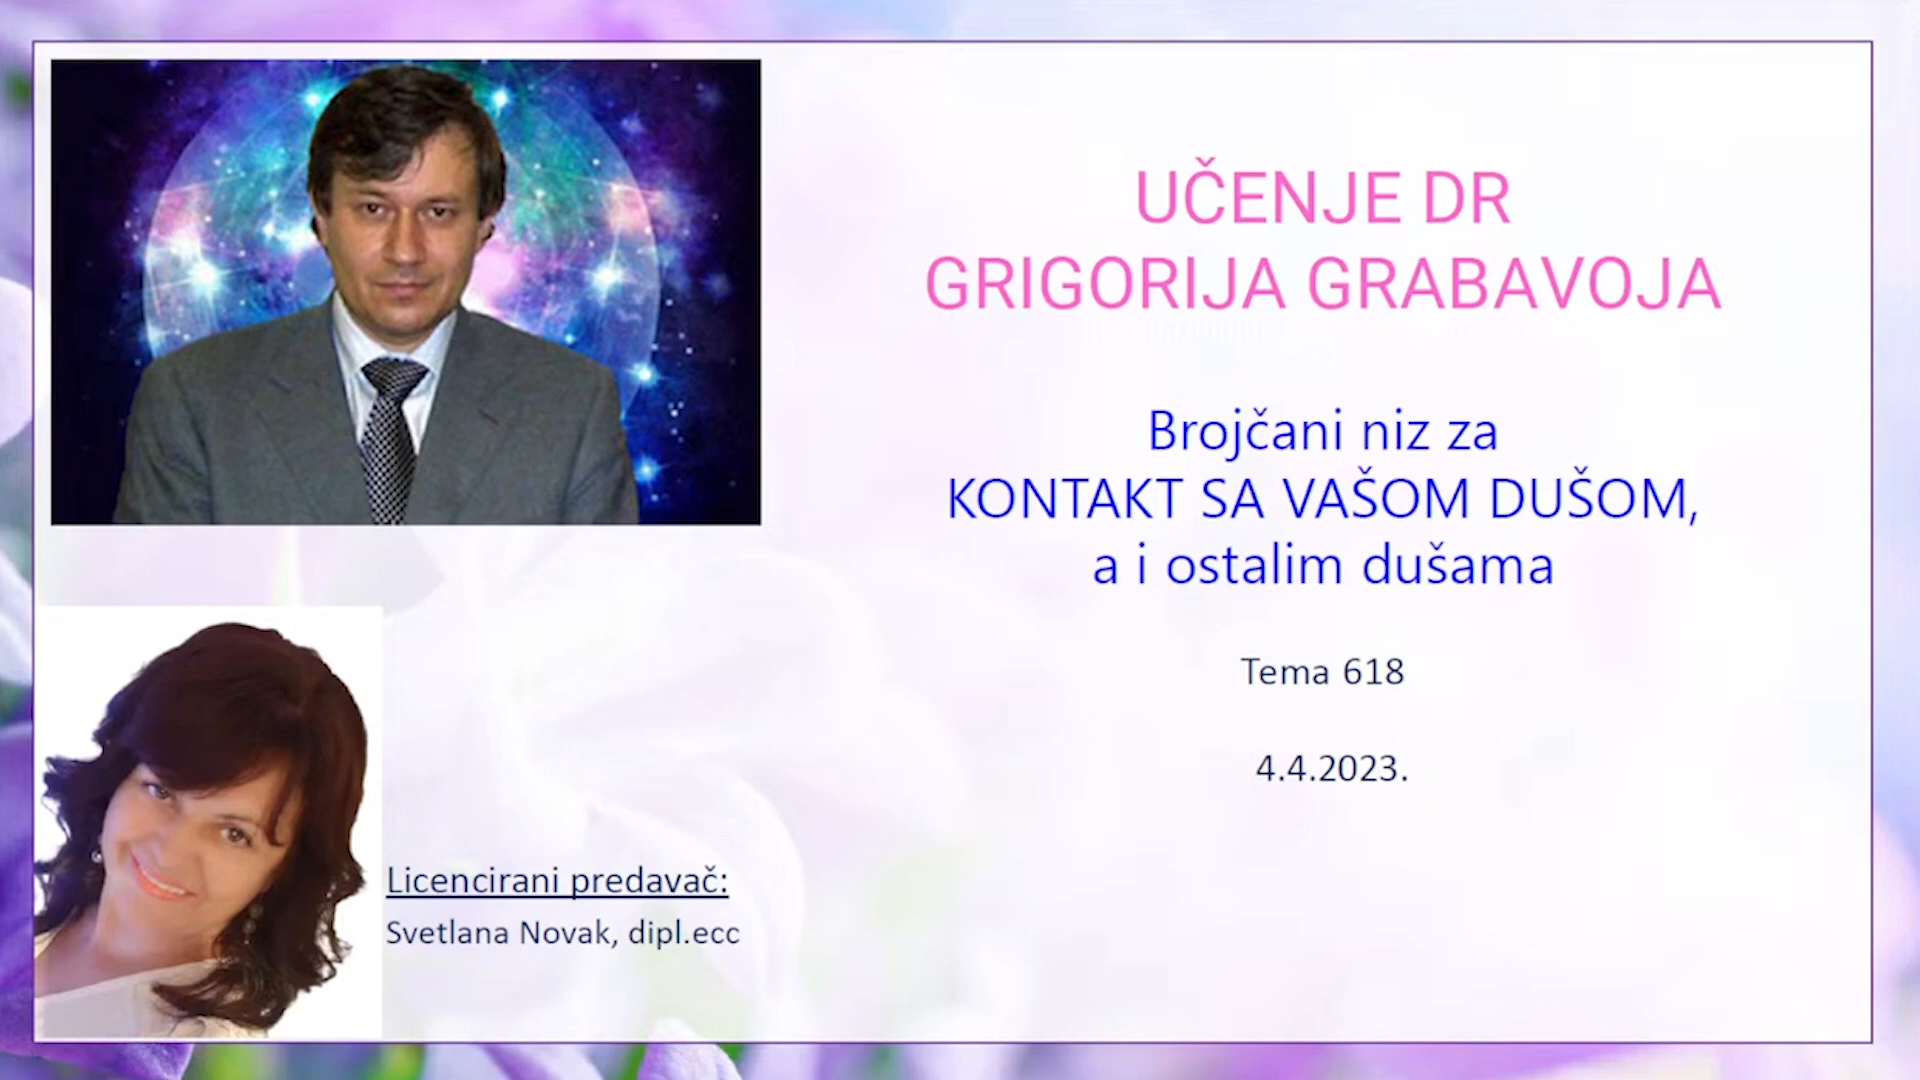 UČENJE DR
GRIGORIJA GRABAVOJA
Brojčani niz za
KONTAKT SA VAŠOM DUŠOM,
a i ostalim dušama
Tema 618
4.4.2023.
Licencirani predavač:
Svetlana Novak, dipl.ecc